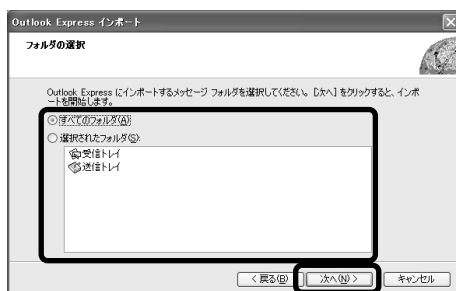 Outlook Express インポート
フォルダの選択
Outlook Express にインポートするメッセージ フォルダを選択してください。[次へ] をクリックすると、インポ
ートを開始します。
すべてのフォルダ(A)
選択されたフォルダ(S):
受信トレイ
送信トレイ
< 戻る(B)
次へ(N) >
キャンセル